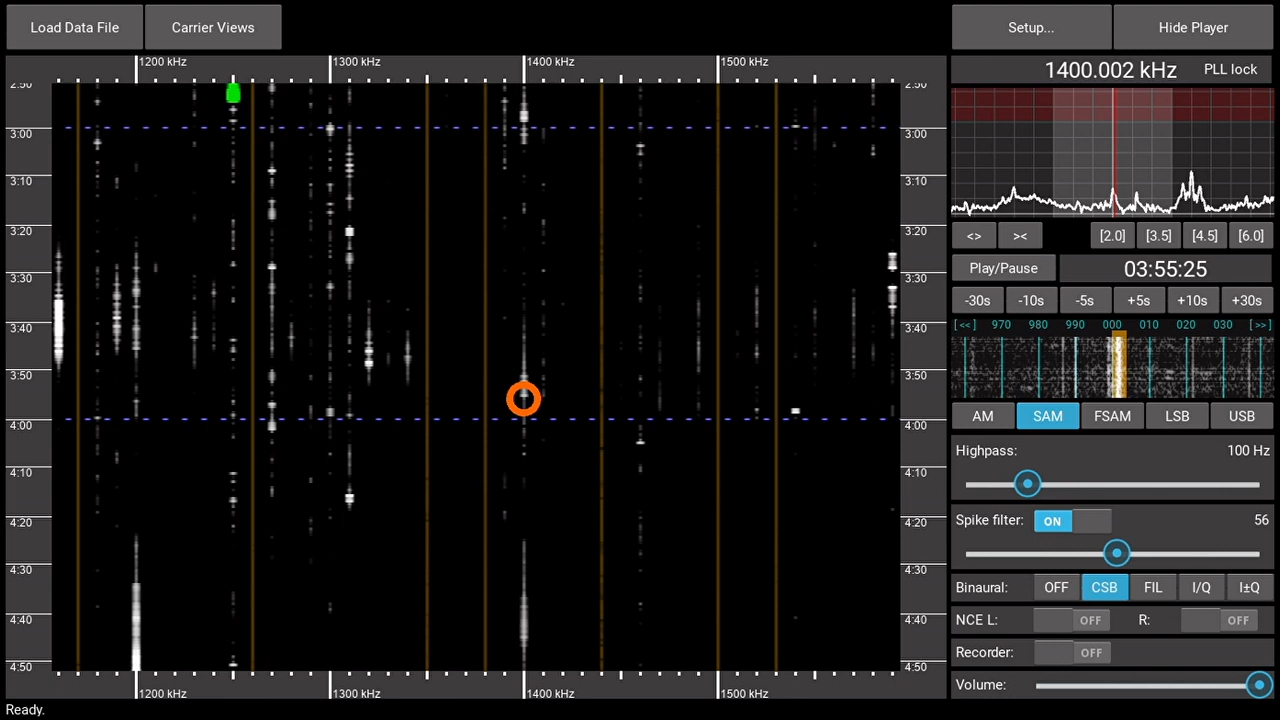 Load Data File Carrier Views Setup... Hide Player
1200 kHz 1300 kHz 1400 kHz 1500 kHz
1400.002 kHz PLL lock
2:50 2:50
3:00 3:00
3:10 3:10
3:20 3:20
<> >< [2.0] [3.5] [4.5] [6.0]
Play/Pause 03:55:25
3:30 3:30
-30s -10s -5s +5s +10s +30s
3:40 3:40
[<<] 970 980 990 000 010 020 030 [>>]
3:50 3:50
AM SAM FSAM LSB USB
4:00 4:00
Highpass: 100 Hz
4:10 4:10
4:20 4:20
Spike filter: ON 56
4:30 4:30
Binaural: OFF CSB FIL I/Q I±Q
4:40 4:40
NCE L: OFF R: OFF
Recorder: OFF
4:50 4:50
1200 kHz 1300 kHz 1400 kHz 1500 kHz
Volume:
Ready.